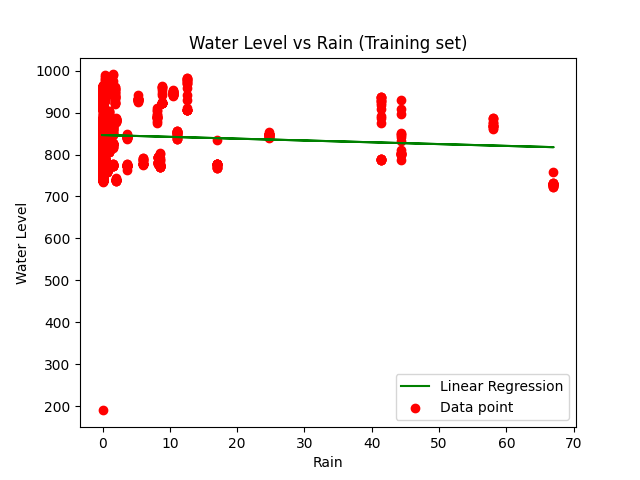 Water Level vs Rain (Training set)
1000
900
800
700
600
500
400
300
200
Water Level
0 10 20 30 40 50 60 70
Rain
Linear Regression
Data point